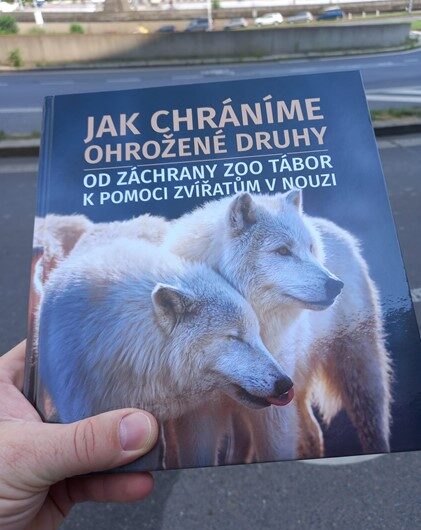 JAK CHRÁNÍME
OHROŽENÉ DRUHY
OD ZÁCHRANY ZOO TÁBOR
K POMOCI ZVÍŘATŮM V NOUZI